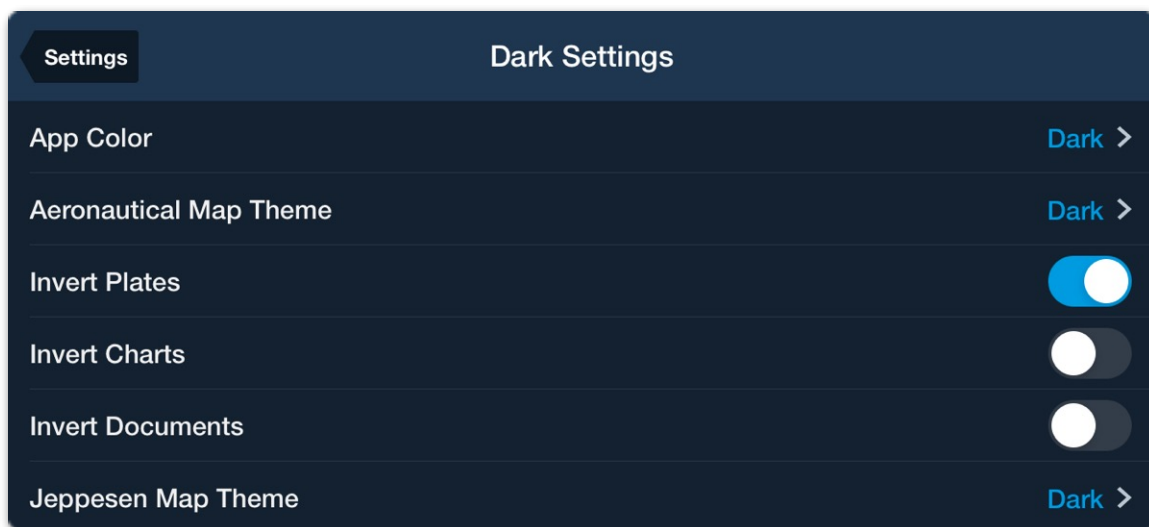 Settings
Dark Settings
App Color Dark
Aeronautical Map Theme Dark
Invert Plates
Invert Charts
Invert Documents
Jeppesen Map Theme Dark